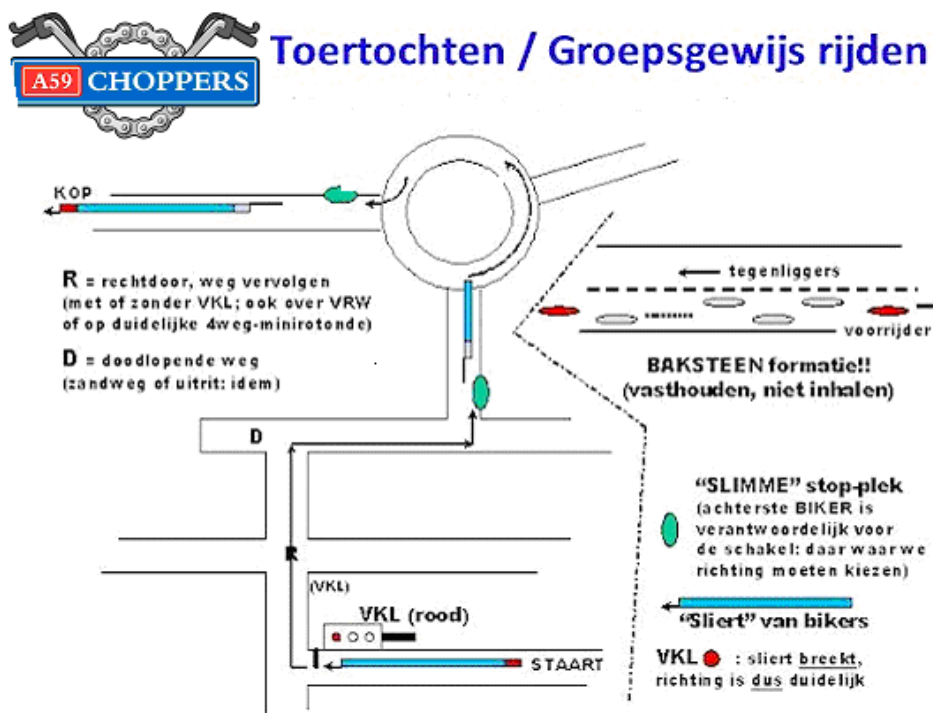 A59 CHOPPERS
Toertochten / Groepsgewijs rijden
KOP
R = rechtdoor, weg vervolgen
(met of zonder VKL; ook over VRW
of op duidelijke 4weg-minirotonde)
D = doodlopende weg
(zandweg of uitrit: idem)
tegenliggers
voorrijder
BAKSTEEN formatie!!
(vasthouden, niet inhalen)
D
R
(VKL)
VKL (rood)
STAART
“SLIMME” stop-plek
(achterste BIKER is
verantwoordelijk voor
de schakel: daar waar we
richting moeten kiezen)
“Sliert” van bikers
VKL : sliert breekt,
richting is dus duidelijk